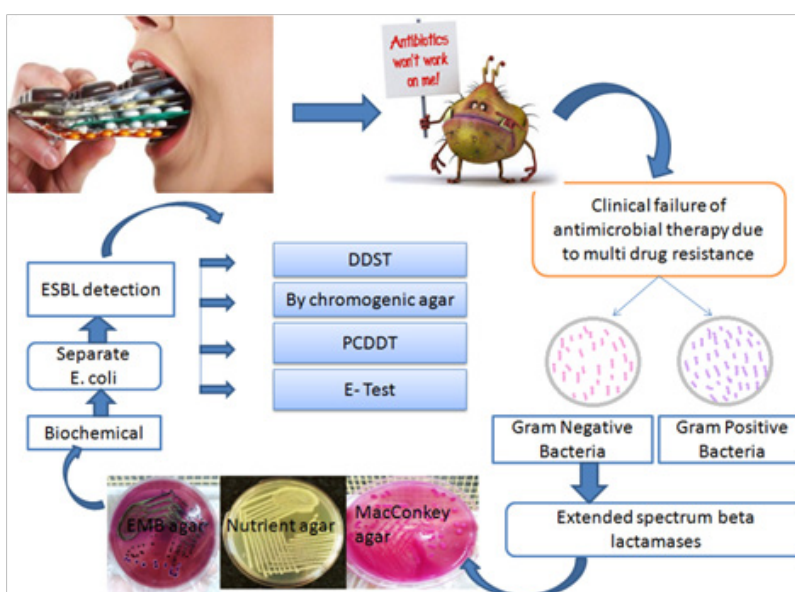 Antibiotics
won't work
on me!
Clinical failure of
antimicrobial therapy due
to multi drug resistance
Gram Negative
Bacteria
Gram Positive
Bacteria
Extended spectrum beta
lactamases
MacConkey
agar
Nutrient agar
EMB agar
Biochemical
Separate
E. coli
ESBL detection
DDST
By chromogenic agar
PCDDT
E- Test